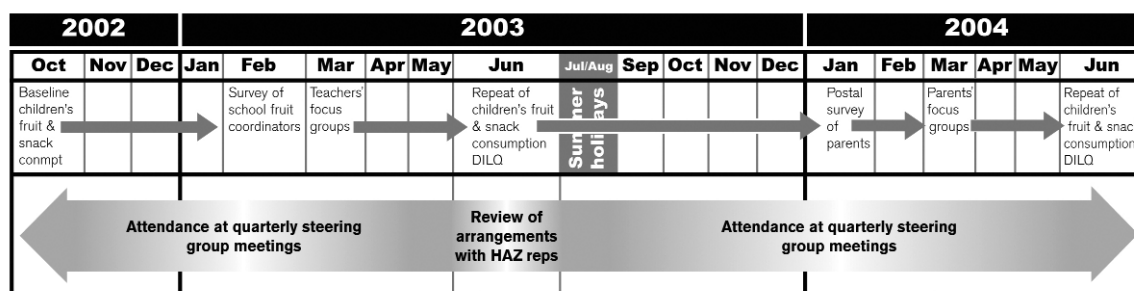 2002 2003 2004
Oct Nov Dec Jan Feb Mar Apr May Jun Jul/Aug Sep Oct Nov Dec Jan Feb Mar Apr May Jun
Baseline
children's
fruit &
snack
conmpt
Survey of
school fruit
coordinators
Teachers'
focus
groups
Repeat of
children's fruit
& snack
consumption
DILQ
Summer
holidays
Postal
survey
of
parents
Parents'
focus
groups
Repeat of
children's
fruit & snac
consumption
DILQ
Attendance at quarterly steering
group meetings
Review of
arrangements
with HAZ reps
Attendance at quarterly steering
group meetings